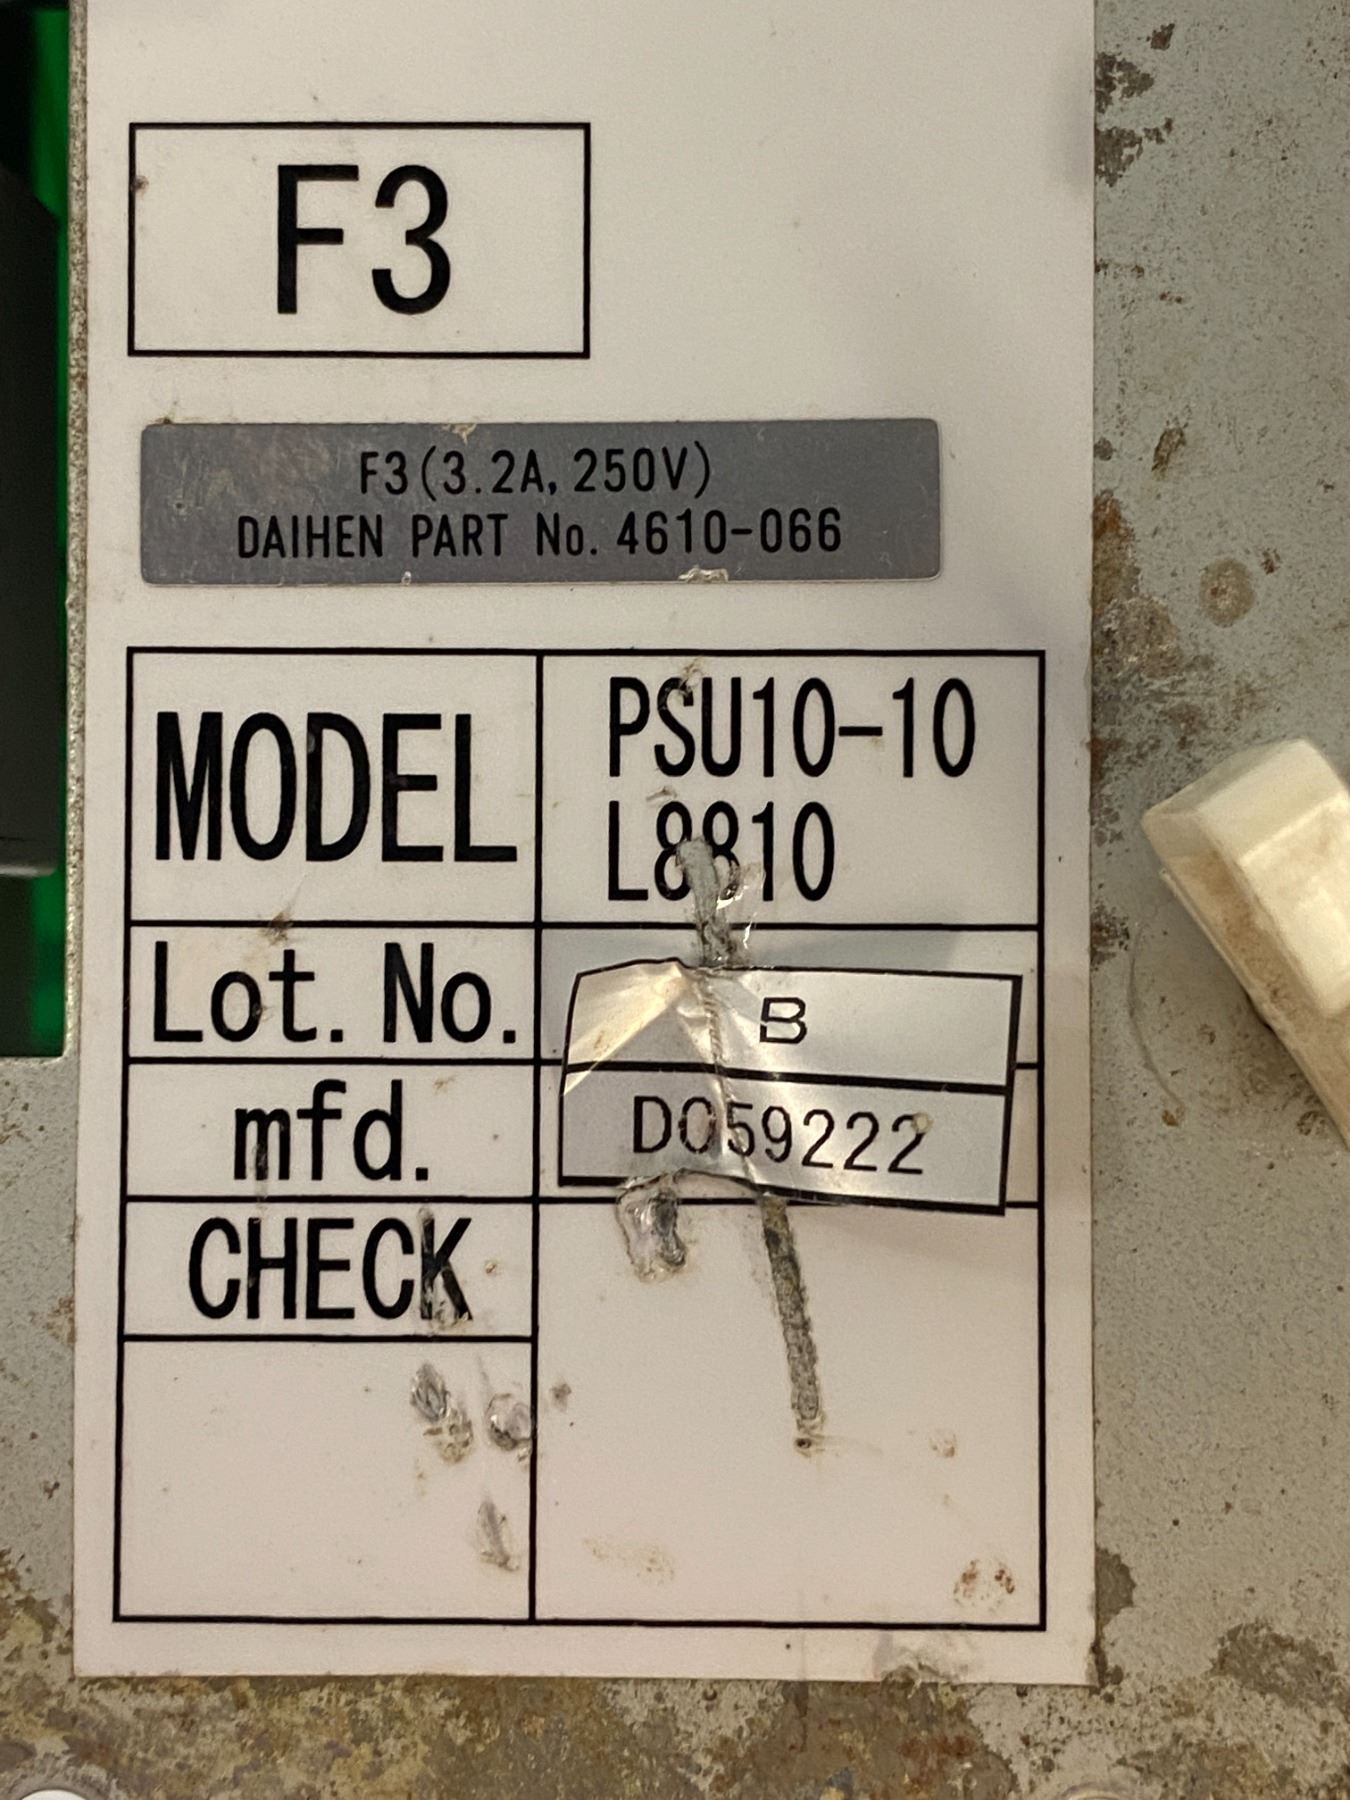 F3
F3(3.2A,250V)
DAIHEN PART No. 4610-066
MODEL
PSU10-10
L8810
Lot. No.
B
mfd.
D059222
CHECK